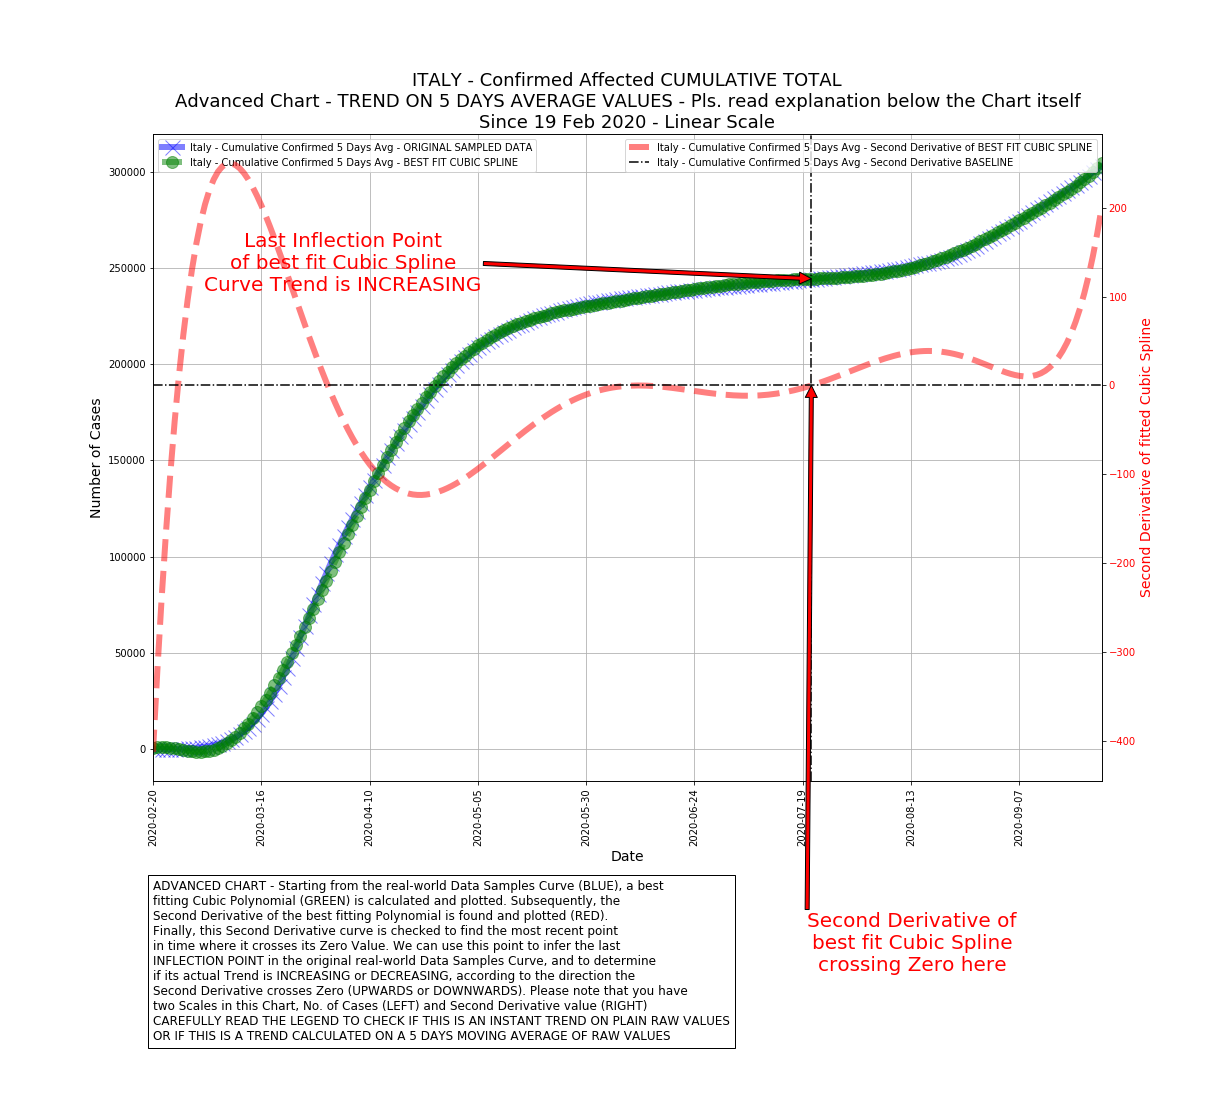 ITALY - Confirmed Affected CUMULATIVE TOTAL
Advanced Chart - TREND ON 5 DAYS AVERAGE VALUES - Pls. read explanation below the Chart itself
Since 19 Feb 2020 - Linear Scale
Italy - Cumulative Confirmed 5 Days Avg - ORIGINAL SAMPLED DATA
Italy - Cumulative Confirmed 5 Days Avg - BEST FIT CUBIC SPLINE
Italy - Cumulative Confirmed 5 Days Avg - Second Derivative of BEST FIT CUBIC SPLINE
Italy - Cumulative Confirmed 5 Days Avg - Second Derivative BASELINE
Last Inflection Point
of best fit Cubic Spline
Curve Trend is INCREASING
Number of Cases
300000
250000
200000
150000
100000
50000
0
200
100
0
−100
−200
−300
−400
Second Derivative of fitted Cubic Spline
2020-02-20
2020-03-16
2020-04-10
2020-05-05
2020-05-30
2020-06-24
2020-07-19
2020-08-13
2020-09-07
Date
ADVANCED CHART - Starting from the real-world Data Samples Curve (BLUE), a best
fitting Cubic Polynomial (GREEN) is calculated and plotted. Subsequently, the
Second Derivative of the best fitting Polynomial is found and plotted (RED).
Finally, this Second Derivative curve is checked to find the most recent point
in time where it crosses its Zero Value. We can use this point to infer the last
INFLECTION POINT in the original real-world Data Samples Curve, and to determine
if its actual Trend is INCREASING or DECREASING, according to the direction the
Second Derivative crosses Zero (UPWARDS or DOWNWARDS). Please note that you have
two Scales in this Chart, No. of Cases (LEFT) and Second Derivative value (RIGHT)
CAREFULLY READ THE LEGEND TO CHECK IF THIS IS AN INSTANT TREND ON PLAIN RAW VALUES
OR IF THIS IS A TREND CALCULATED ON A 5 DAYS MOVING AVERAGE OF RAW VALUES
Second Derivative of
best fit Cubic Spline
crossing Zero here